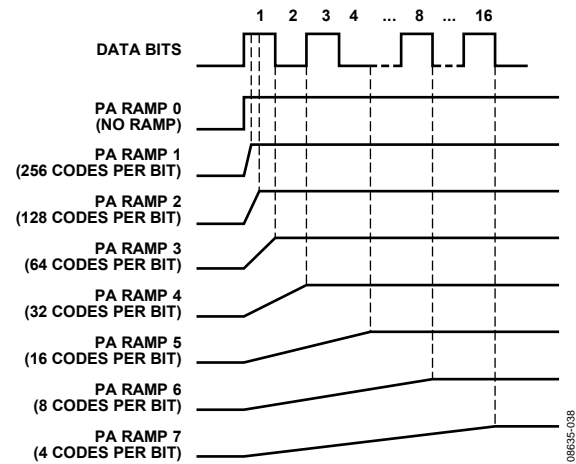 1 2 3 4 ... 8 ... 16
DATA BITS
PA RAMP 0
(NO RAMP)
PA RAMP 1
(256 CODES PER BIT)
PA RAMP 2
(128 CODES PER BIT)
PA RAMP 3
(64 CODES PER BIT)
PA RAMP 4
(32 CODES PER BIT)
PA RAMP 5
(16 CODES PER BIT)
PA RAMP 6
(8 CODES PER BIT)
PA RAMP 7
(4 CODES PER BIT)
08635-038